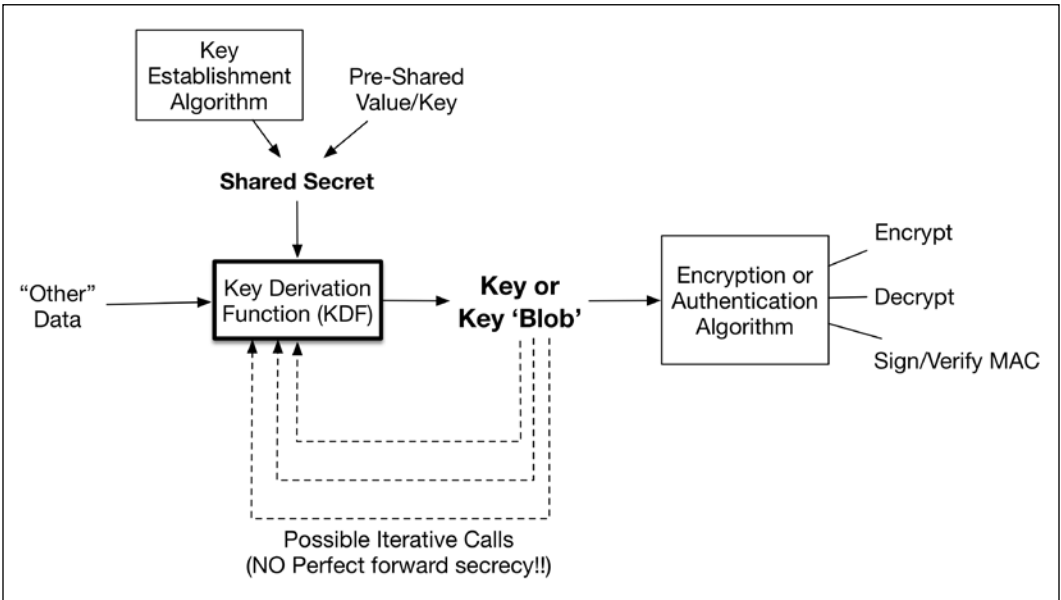 Key
Establishment
Algorithm
Pre-Shared
Value/Key
Shared Secret
“Other”
Data
Key Derivation
Function (KDF)
Key or
Key ‘Blob’
Encryption or
Authentication
Algorithm
Encrypt
Decrypt
Sign/Verify MAC
Possible Iterative Calls
(NO Perfect forward secrecy!!)